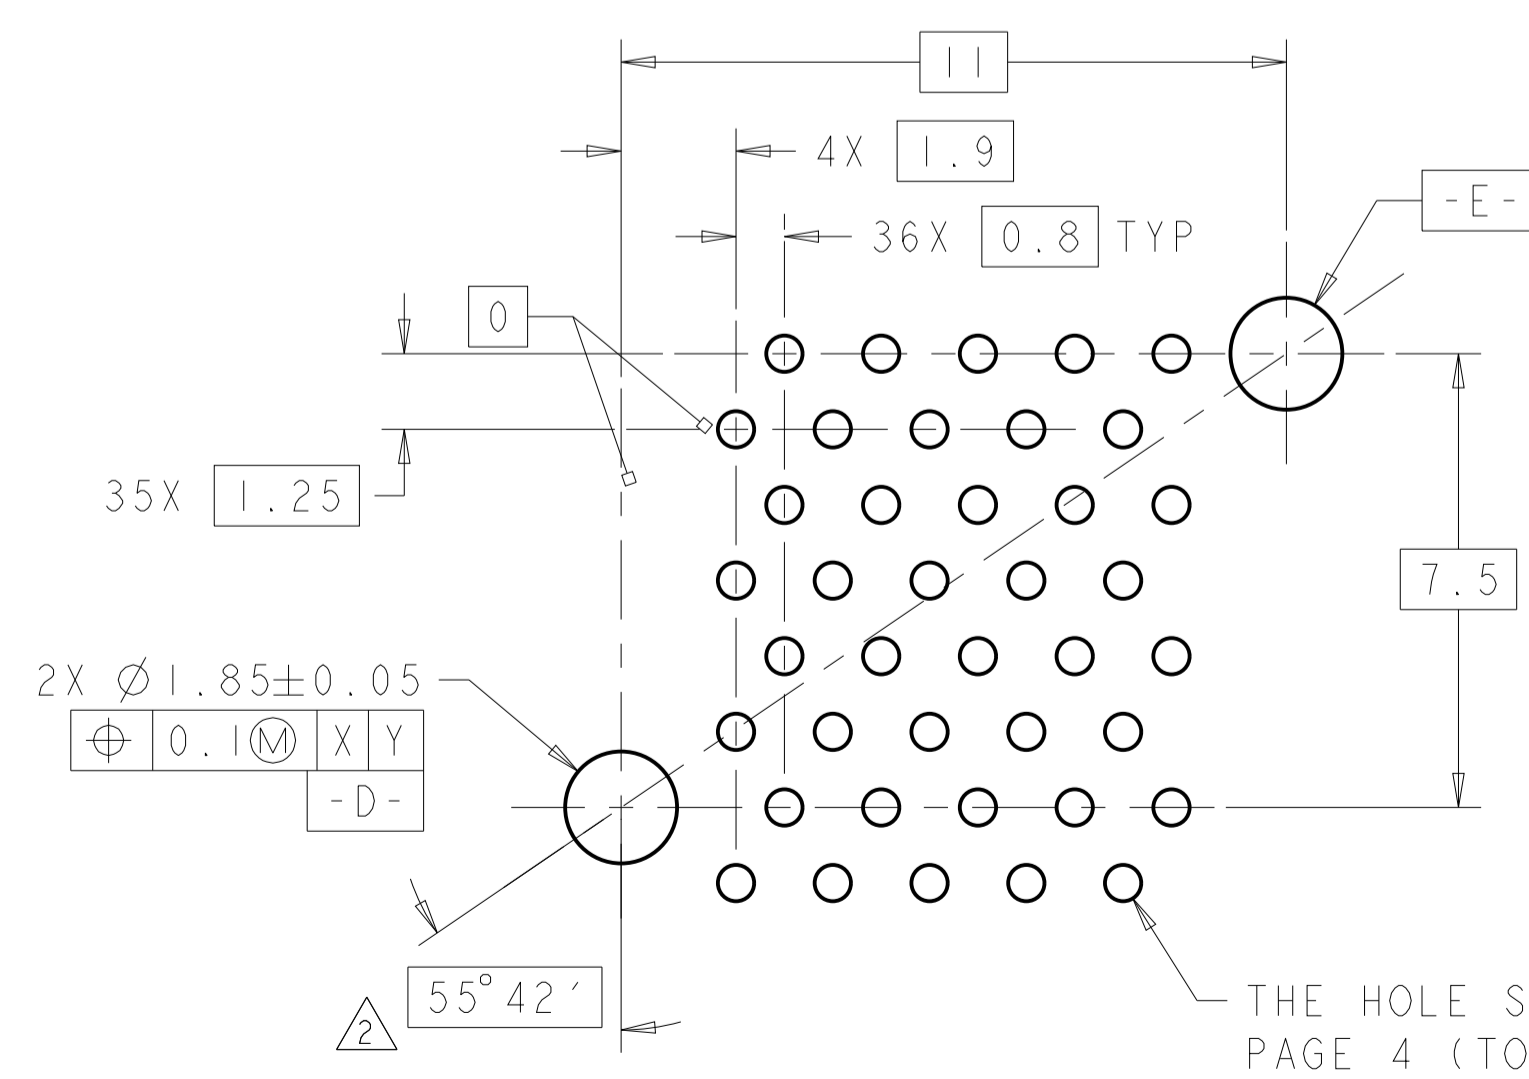 11
4X 1.9
-E-
36X 0.8 TYP
0
35X 1.25
7.5
2X Ø1.85±0.05
⌖ 0.1Ⓜ X Y
-D-
55°42′
2
THE HOLE S
PAGE 4 (TO